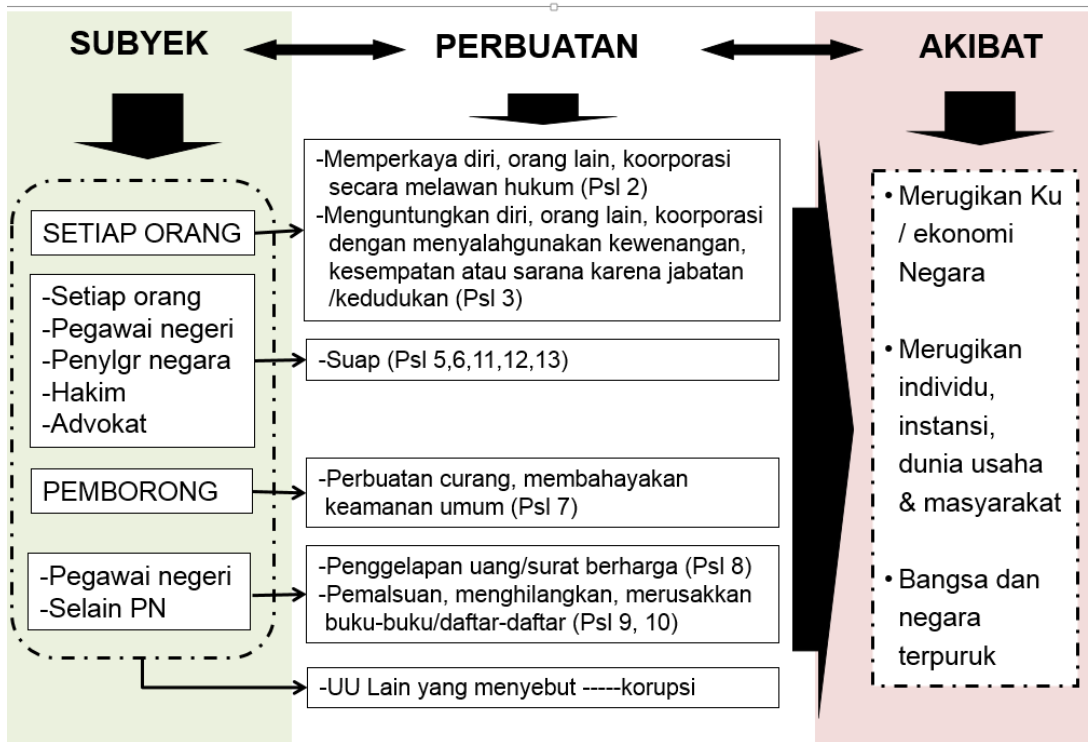 SUBYEK
PERBUATAN
AKIBAT
SETIAP ORANG
-Setiap orang
-Pegawai negeri
-Penylgr negara
-Hakim
-Advokat
PEMBORONG
-Pegawai negeri
-Selain PN
-Memperkaya diri, orang lain, koorporasi
secara melawan hukum (Psl 2)
-Menguntungkan diri, orang lain, koorporasi
dengan menyalahgunakan kewenangan,
kesempatan atau sarana karena jabatan
/kedudukan (Psl 3)
-Suap (Psl 5,6,11,12,13)
-Perbuatan curang, membahayakan
keamanan umum (Psl 7)
-Penggelapan uang/surat berharga (Psl 8)
-Pemalsuan, menghilangkan, merusakkan
buku-buku/daftar-daftar (Psl 9, 10)
-UU Lain yang menyebut -----korupsi
• Merugikan Ku
/ ekonomi
Negara
• Merugikan
individu,
instansi,
dunia usaha
& masyarakat
• Bangsa dan
negara
terpuruk